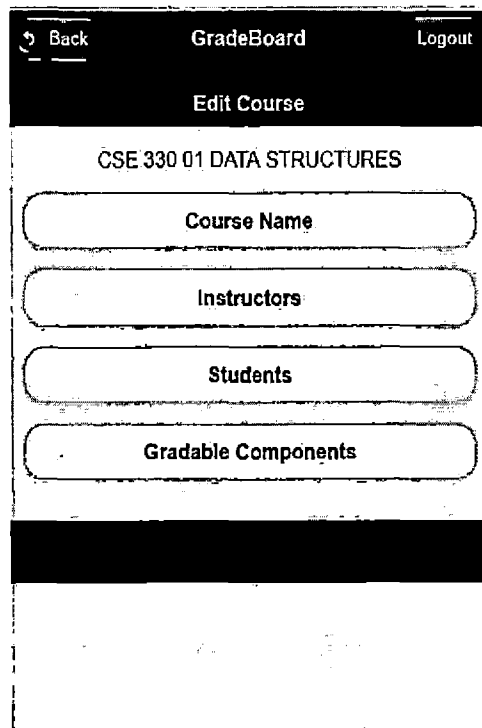 Back GradeBoard Logout
Edit Course
CSE 330 01 DATA STRUCTURES
Course Name
Instructors
Students
Gradable Components